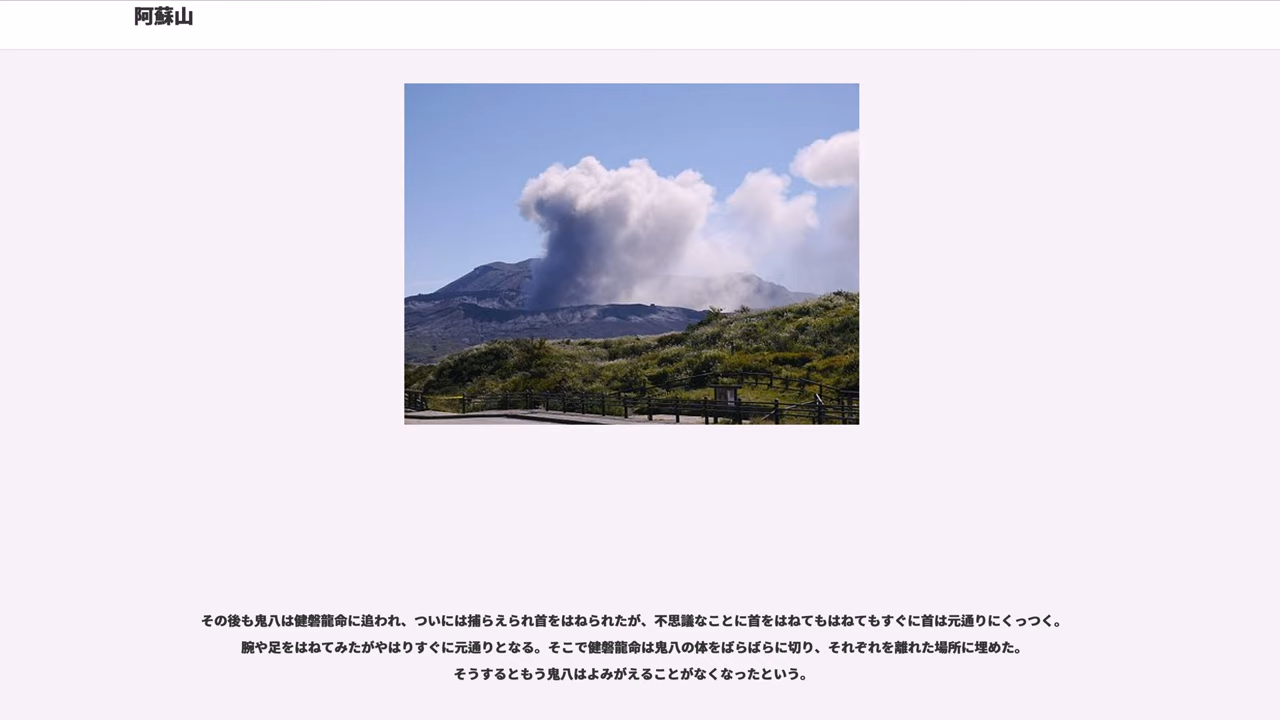 阿蘇山
その後も鬼八は健磐龍命に追われ、ついには捕らえられ首をはねられたが、不思議なことに首をはねてもはねてもすぐに首は元通りにくっつく。
腕や足をはねてみたがやはりすぐに元通りとなる。そこで健磐龍命は鬼八の体をばらばらに切り、それぞれを離れた場所に埋めた。
そうするともう鬼八はよみがえることがなくなったという。